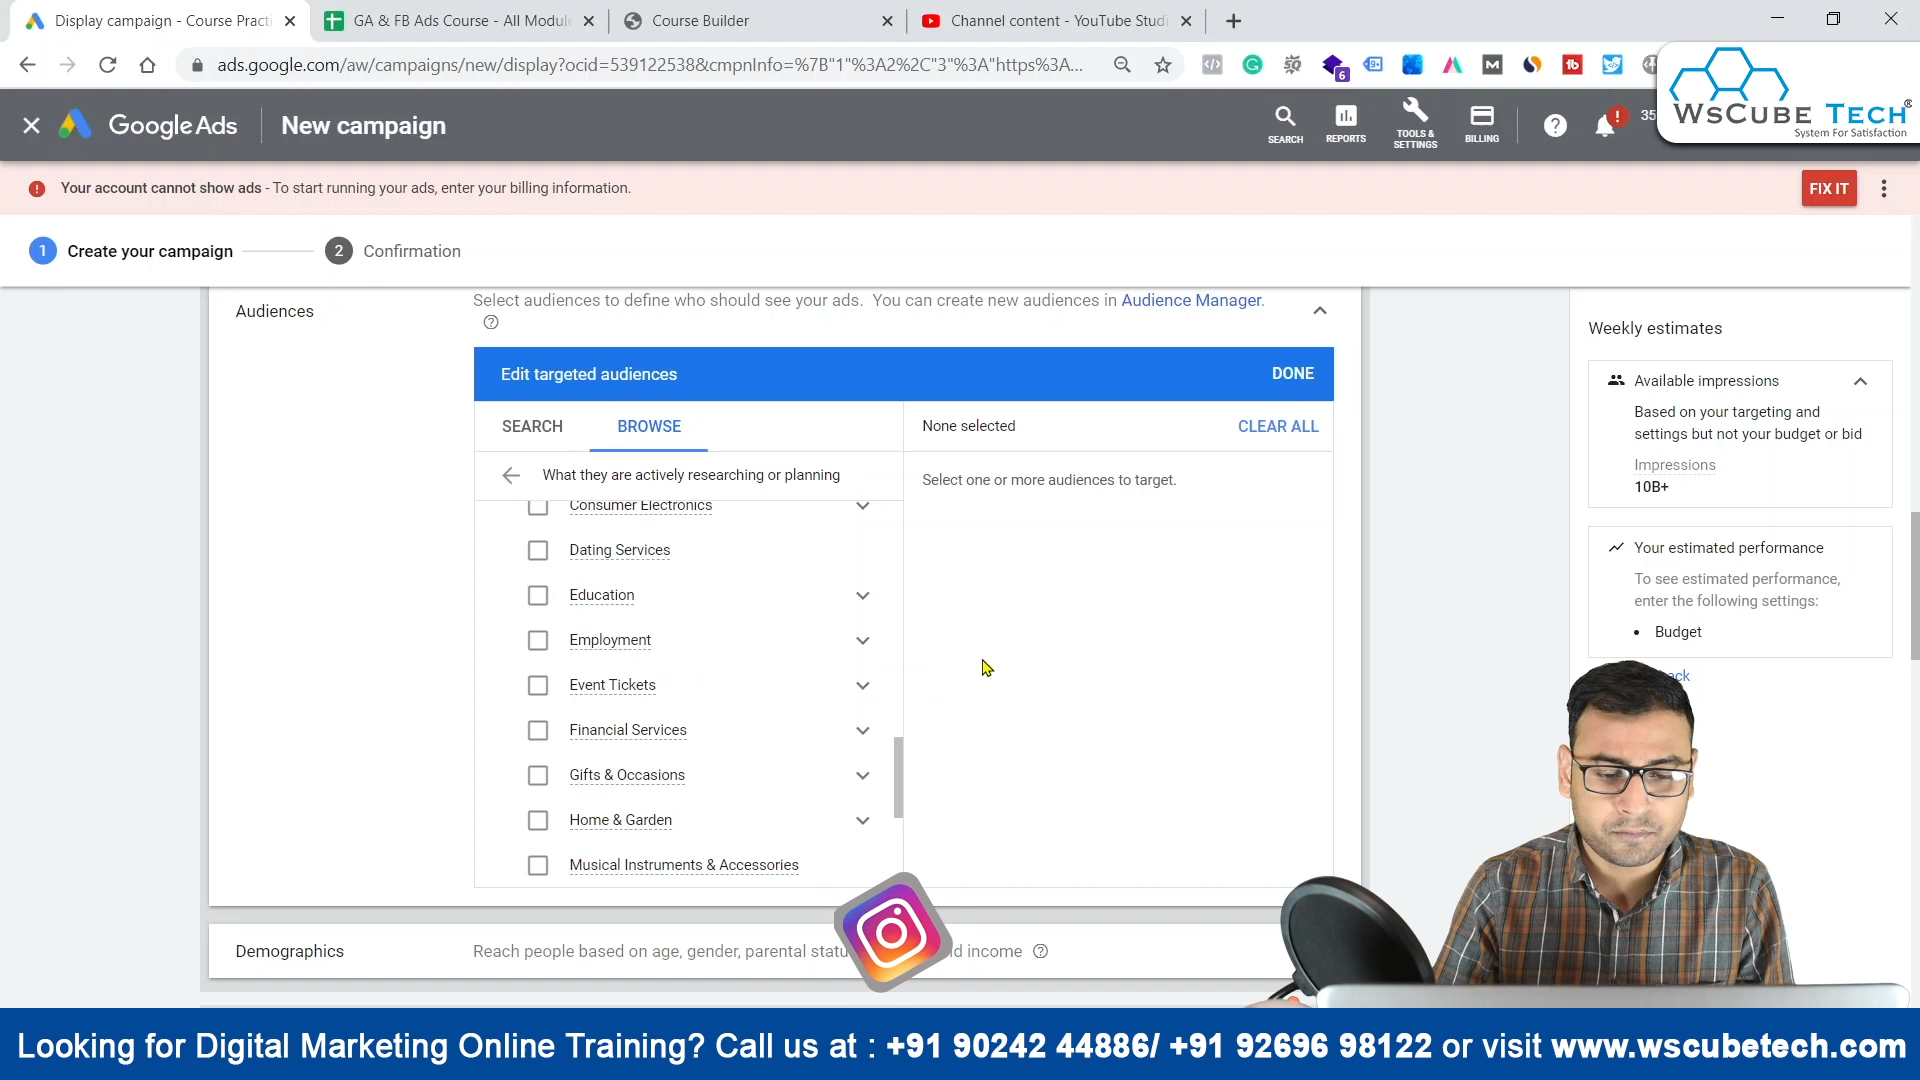 Display campaign - Course Practi
GA & FB Ads Course - All Module
Course Builder
Channel content - YouTube Studi
ads.google.com/aw/campaigns/new/display?ocid=539122538&cmpnInfo=%7B"1"%3A2%2C"3"%3A"https%3A...
6
WsCube Tech®
System For Satisfaction
Google Ads
New campaign
SEARCH
REPORTS
TOOLS &
SETTINGS
BILLING
35
Your account cannot show ads - To start running your ads, enter your billing information.
FIX IT
1 Create your campaign
2 Confirmation
Audiences
Select audiences to define who should see your ads. You can create new audiences in Audience Manager.
Edit targeted audiences
DONE
SEARCH
BROWSE
None selected
CLEAR ALL
What they are actively researching or planning
Select one or more audiences to target.
Consumer Electronics
Dating Services
Education
Employment
Event Tickets
Financial Services
Gifts & Occasions
Home & Garden
Musical Instruments & Accessories
Demographics
Reach people based on age, gender, parental statu
d income
Weekly estimates
Available impressions
Based on your targeting and
settings but not your budget or bid
Impressions
10B+
Your estimated performance
To see estimated performance,
enter the following settings:
• Budget
ack
Looking for Digital Marketing Online Training? Call us at : +91 90242 44886/ +91 92696 98122 or visit www.wscubetech.com